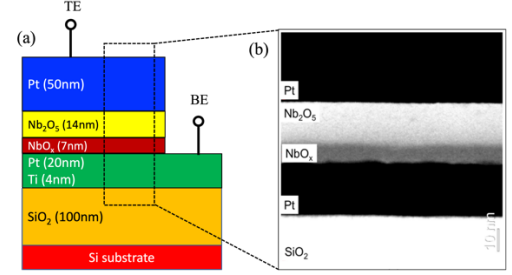 TE
(a)
Pt (50nm)
BE
Nb₂O₅ (14nm)
NbOₓ (7nm)
Pt (20nm)
Ti (4nm)
SiO₂ (100nm)
Si substrate
(b)
Pt
Nb₂O₅
NbOₓ
Pt
SiO₂
10 nm